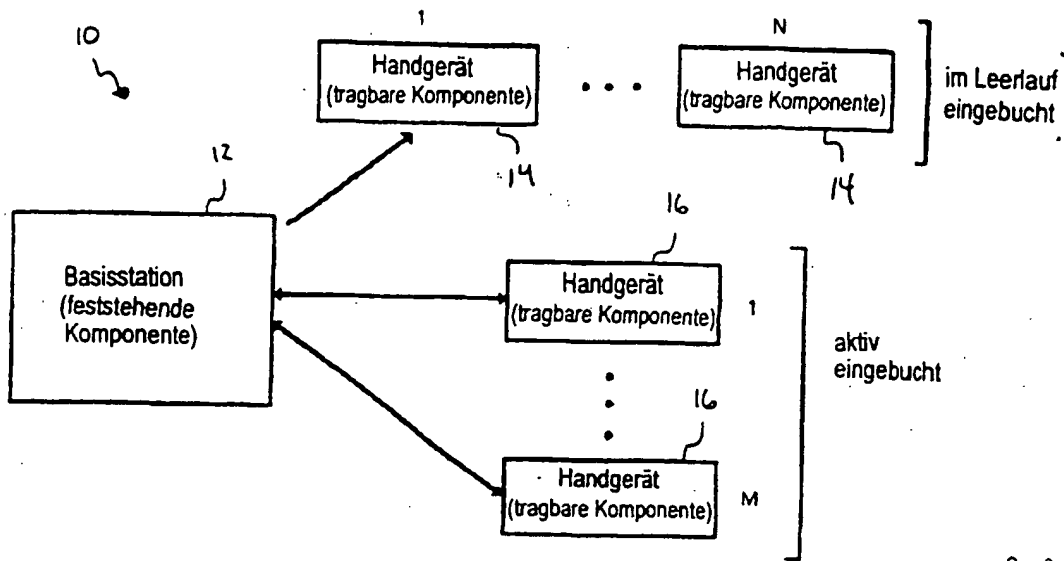 10
1
N
Handgerät
(tragbare Komponente)
Handgerät
(tragbare Komponente)
im Leerlauf
eingebucht
14
14
12
Basisstation
(feststehende
Komponente)
16
Handgerät
(tragbare Komponente)
1
aktiv
eingebucht
16
Handgerät
(tragbare Komponente)
M